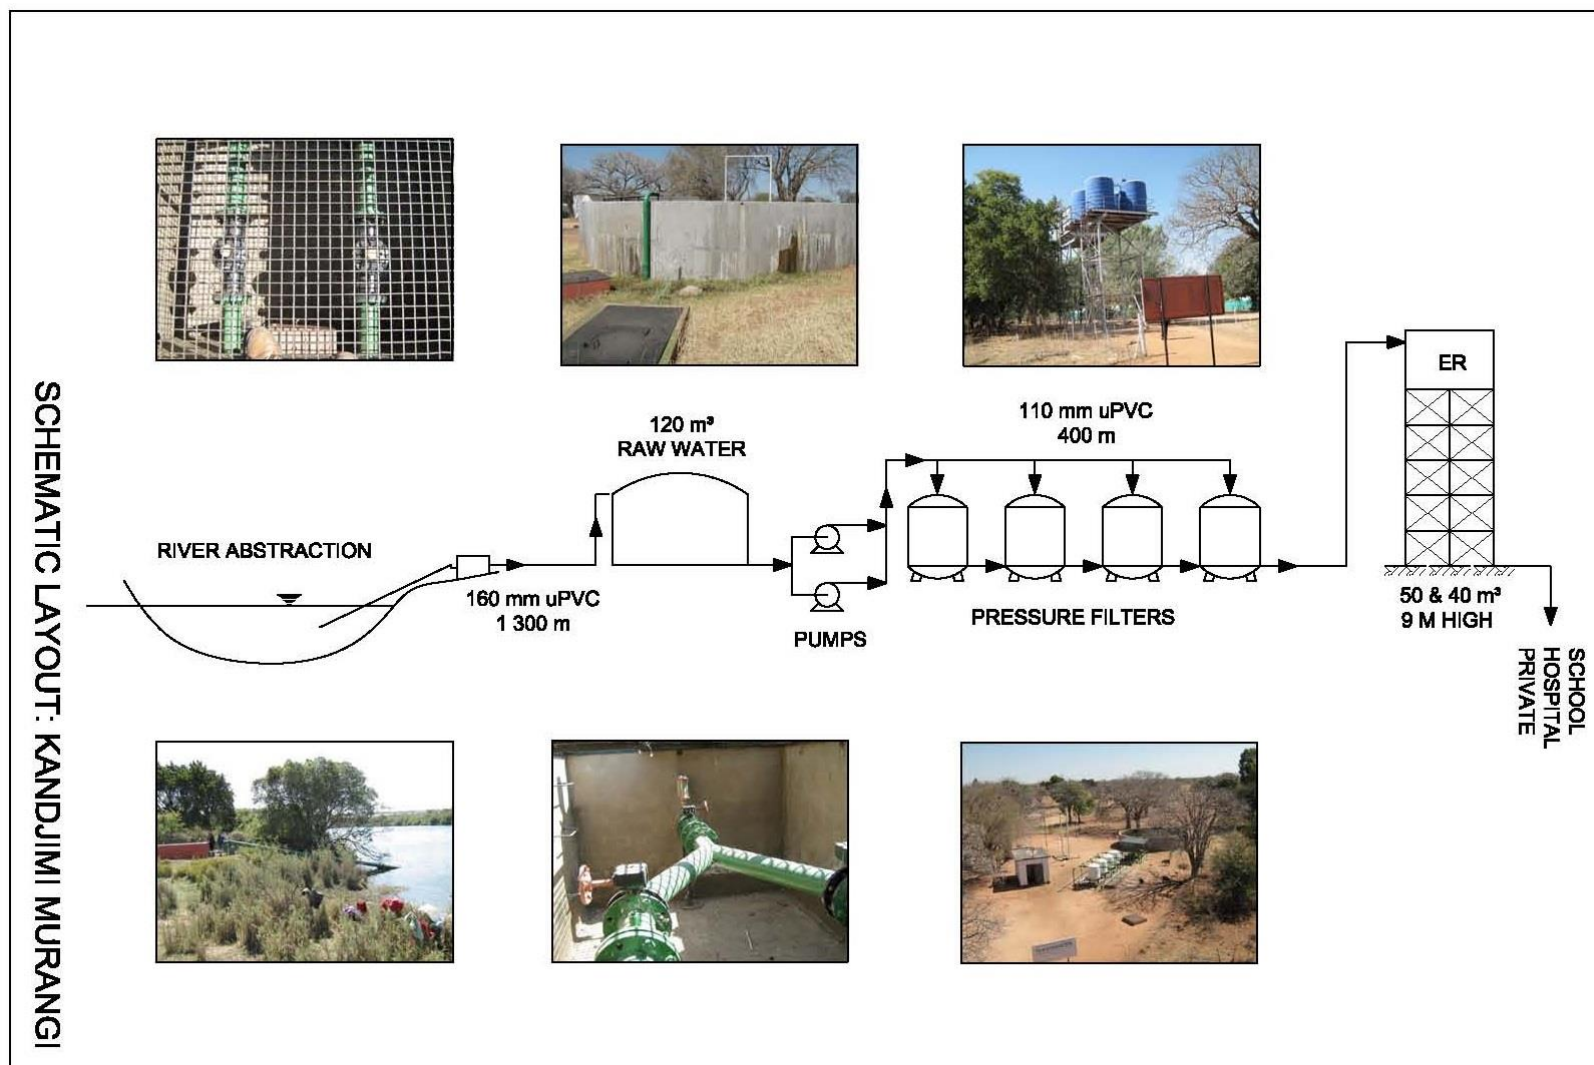 SCHEMATIC LAYOUT: KANDJIMI MURANGI
RIVER ABSTRACTION
160 mm uPVC
1 300 m
120 m³
RAW WATER
PUMPS
110 mm uPVC
400 m
PRESSURE FILTERS
ER
50 & 40 m³
9 M HIGH
SCHOOL
HOSPITAL
PRIVATE